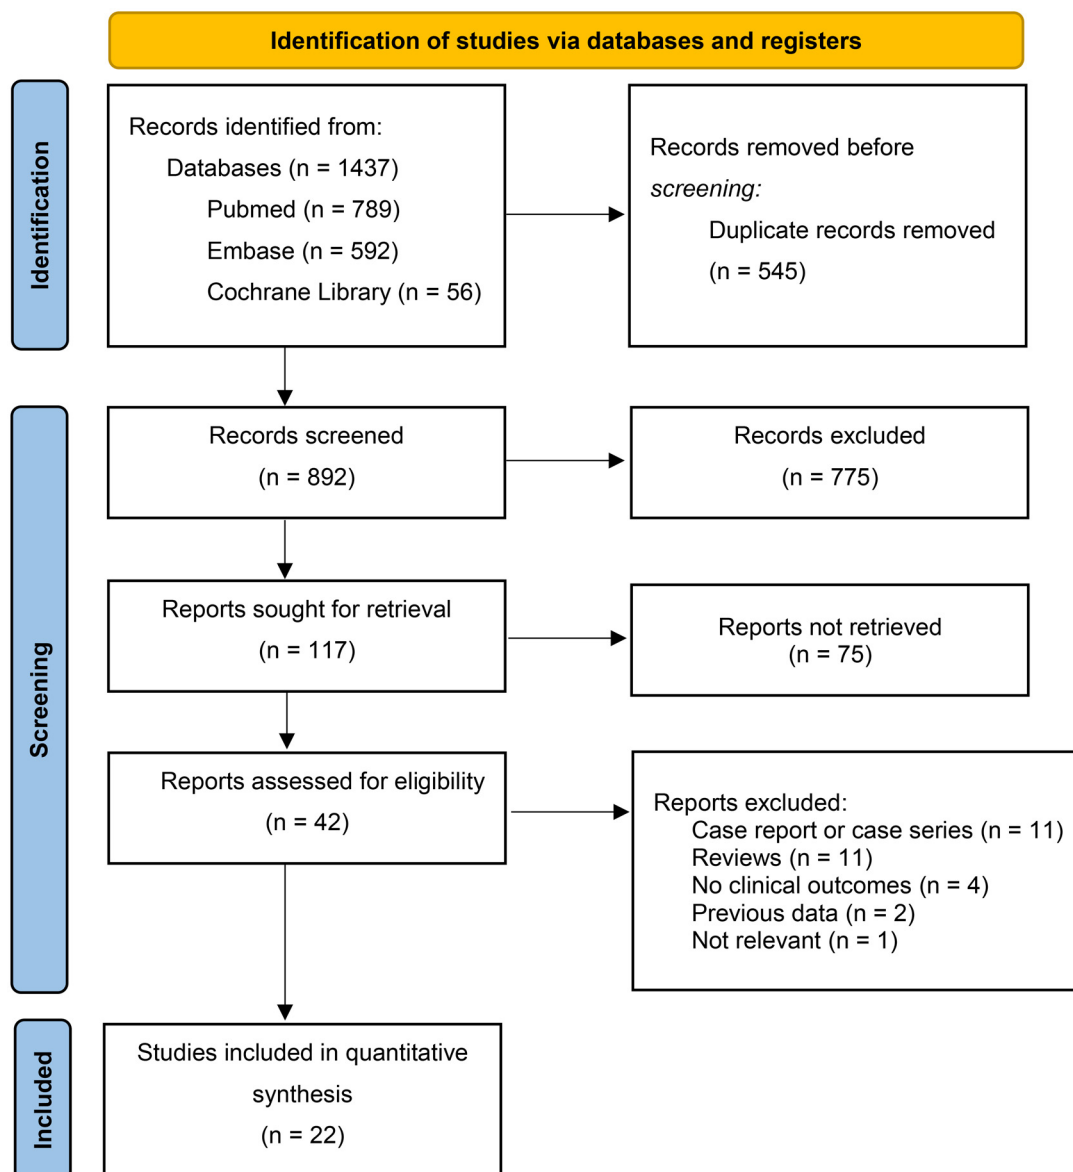 Identification of studies via databases and registers
Identification
Records identified from:
Databases (n = 1437)
Pubmed (n = 789)
Embase (n = 592)
Cochrane Library (n = 56)
Records removed before
screening:
Duplicate records removed
(n = 545)
Screening
Records screened
(n = 892)
Records excluded
(n = 775)
Reports sought for retrieval
(n = 117)
Reports not retrieved
(n = 75)
Reports assessed for eligibility
(n = 42)
Reports excluded:
Case report or case series (n = 11)
Reviews (n = 11)
No clinical outcomes (n = 4)
Previous data (n = 2)
Not relevant (n = 1)
Included
Studies included in quantitative
synthesis
(n = 22)